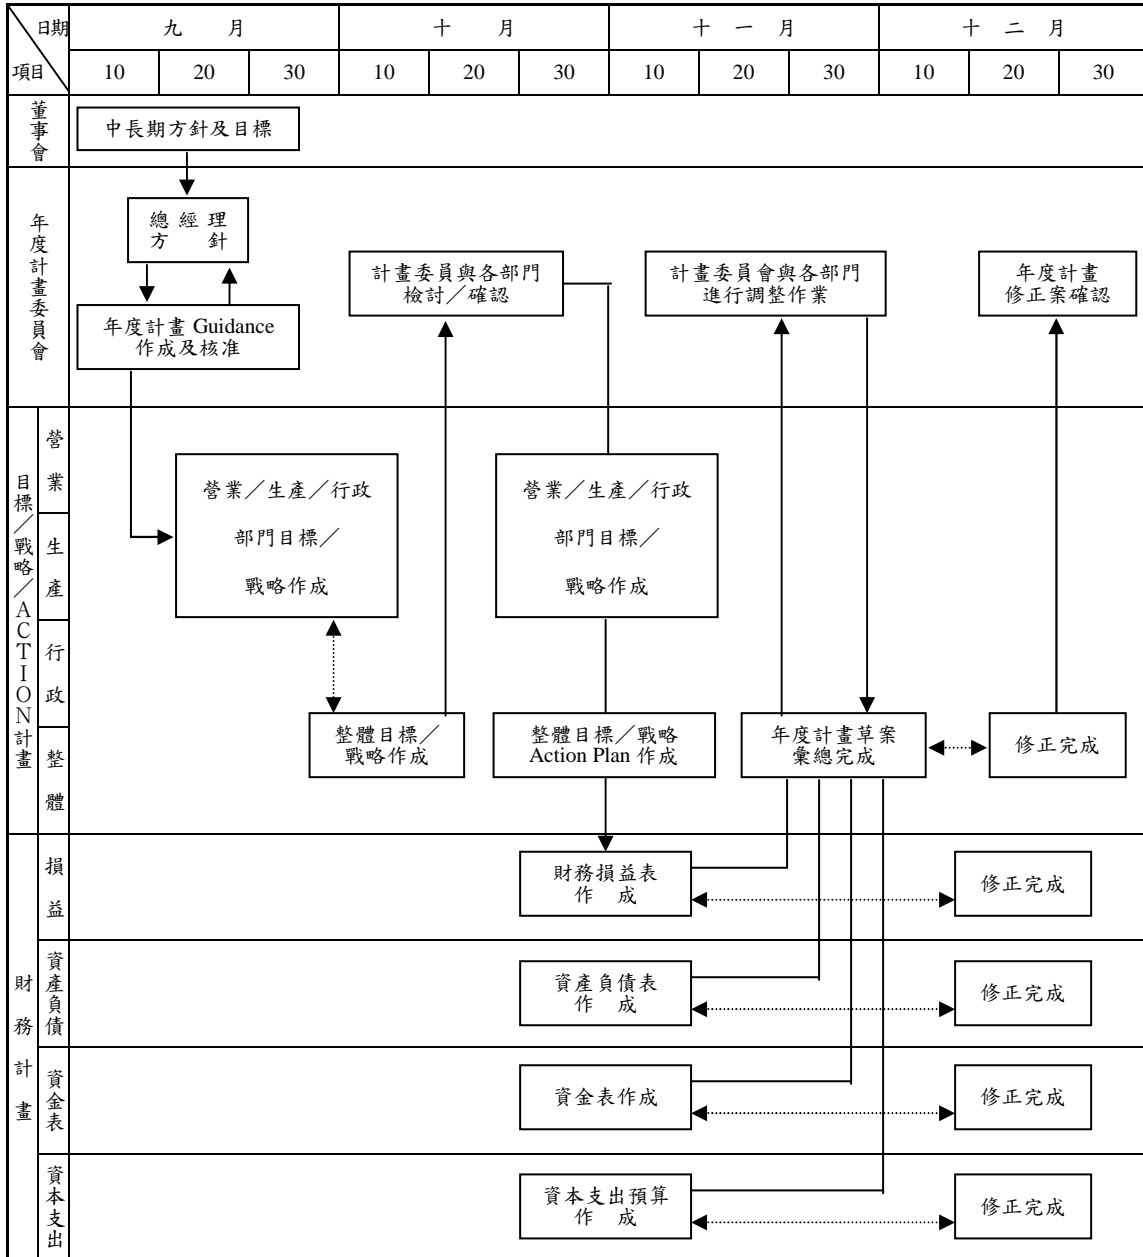 日期
九 月
十 月
十 一 月
十 二 月
項目
10
20
30
10
20
30
10
20
30
10
20
30
董事會
中長期方針及目標
年度計畫委員會
總 經 理
方 針
計畫委員與各部門
檢討／確認
計畫委員會與各部門
進行調整作業
年度計畫
修正案確認
年度計畫 Guidance
作成及核准
目標／戰略／ACTION計畫
營業
生產
行政
整體
營業／生產／行政
部門目標／
戰略作成
營業／生產／行政
部門目標／
戰略作成
整體目標／
戰略作成
整體目標／戰略
Action Plan 作成
年度計畫草案
彙總完成
修正完成
財務計畫
損益
財務損益表
作 成
修正完成
資產負債
資產負債表
作 成
修正完成
資金表
資金表作成
修正完成
資本支出
資本支出預算
作 成
修正完成